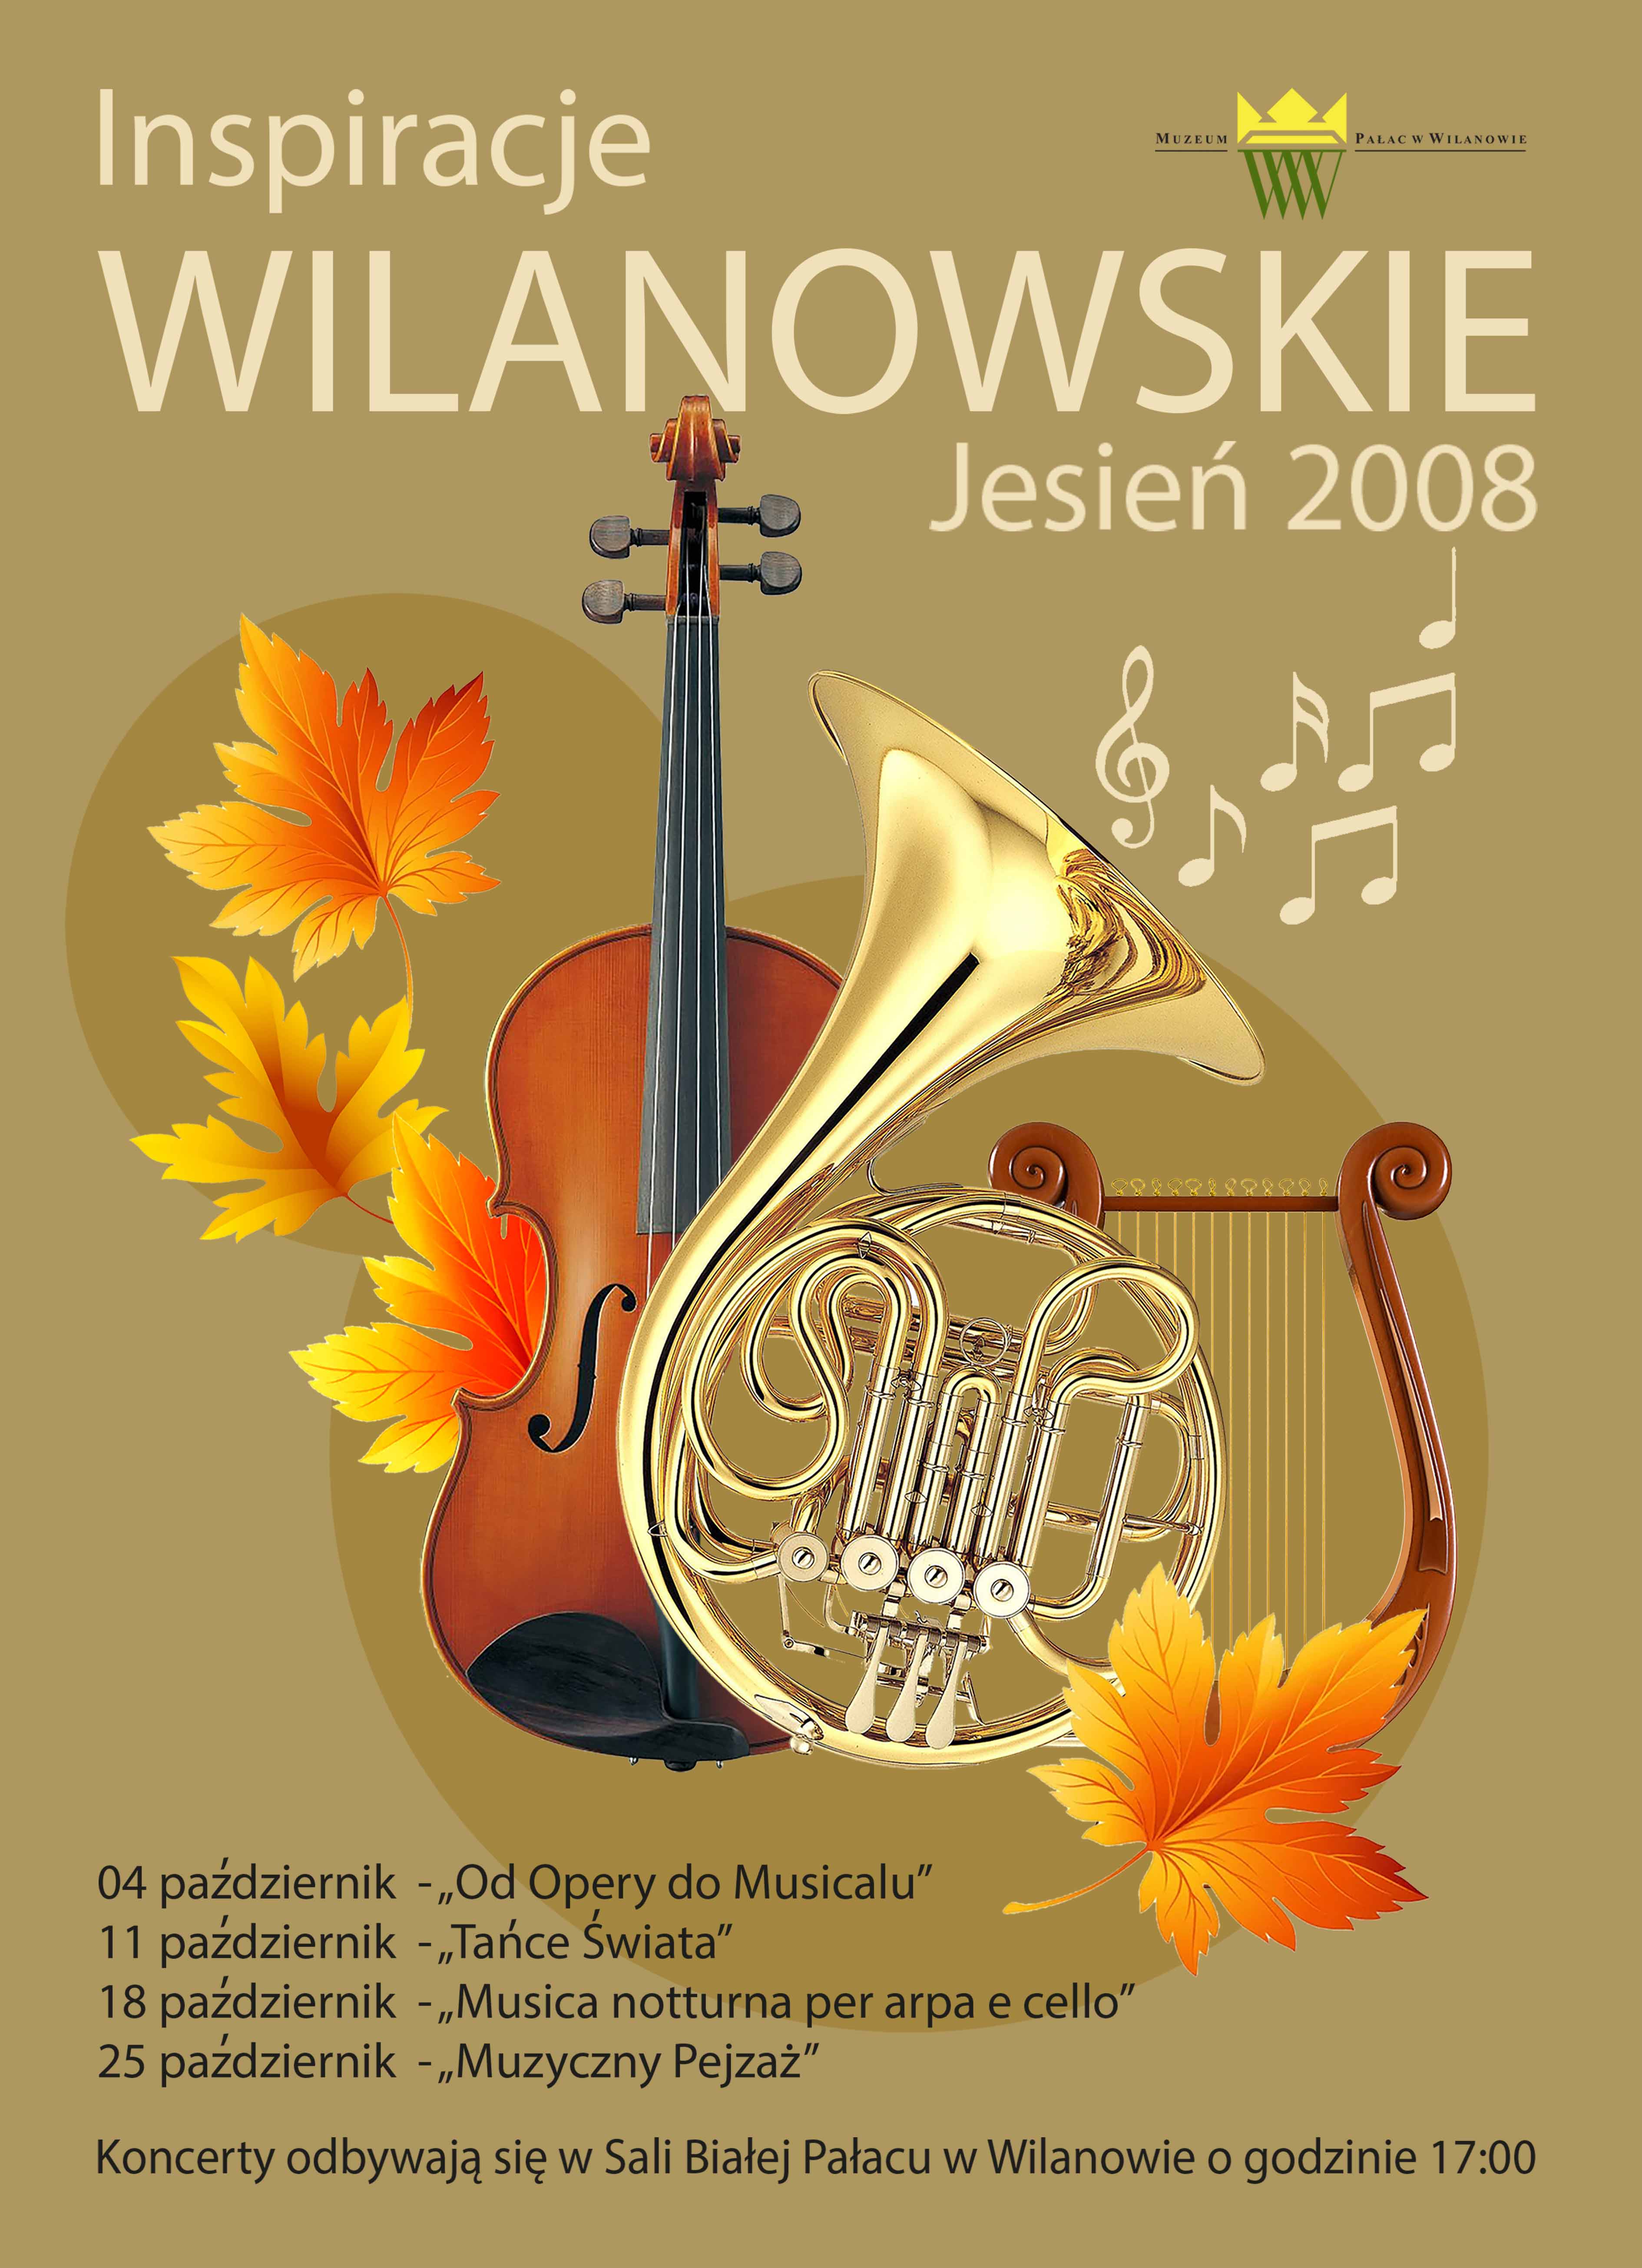 Inspiracje
MUZEUM PAŁAC W WILANOWIE
WILANOWSKIE
Jesień 2008
04 październik - „Od Opery do Musicalu”
11 październik - „Tańce Świata”
18 październik - „Musica notturna per arpa e cello”
25 październik - „Muzyczny Pejzaż”
Koncerty odbywają się w Sali Białej Pałacu w Wilanowie o godzinie 17:00